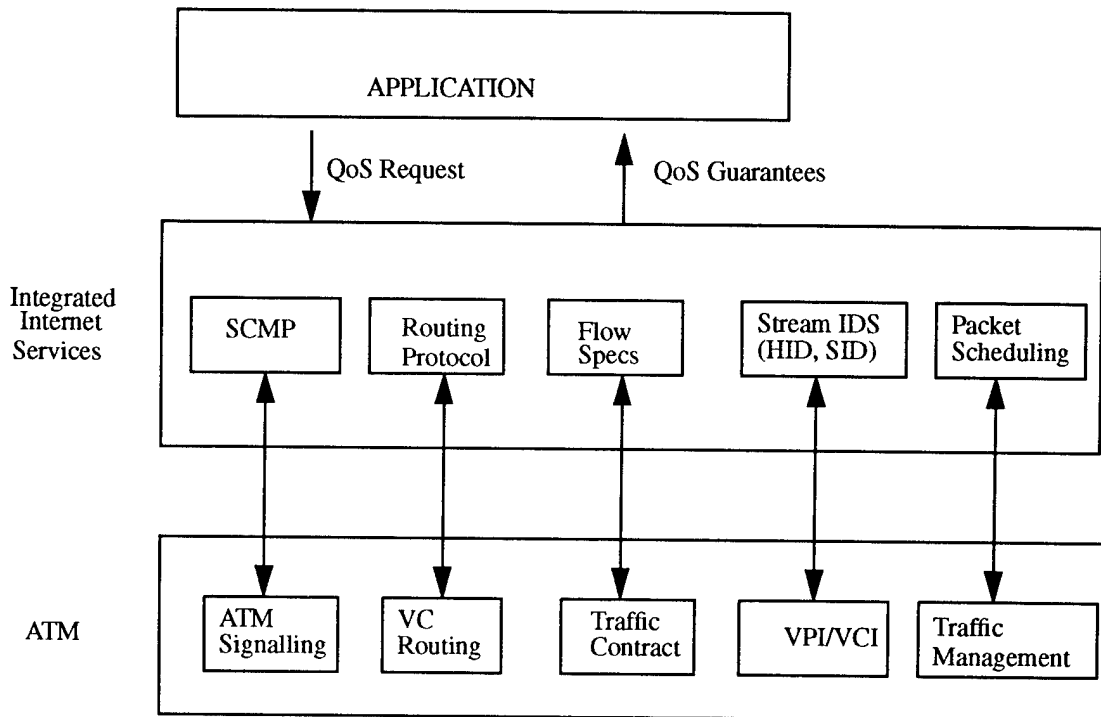 APPLICATION
QoS Request
QoS Guarantees
Integrated
Internet
Services
SCMP
Routing
Protocol
Flow
Specs
Stream IDS
(HID, SID)
Packet
Scheduling
ATM
ATM
Signalling
VC
Routing
Traffic
Contract
VPI/VCI
Traffic
Management